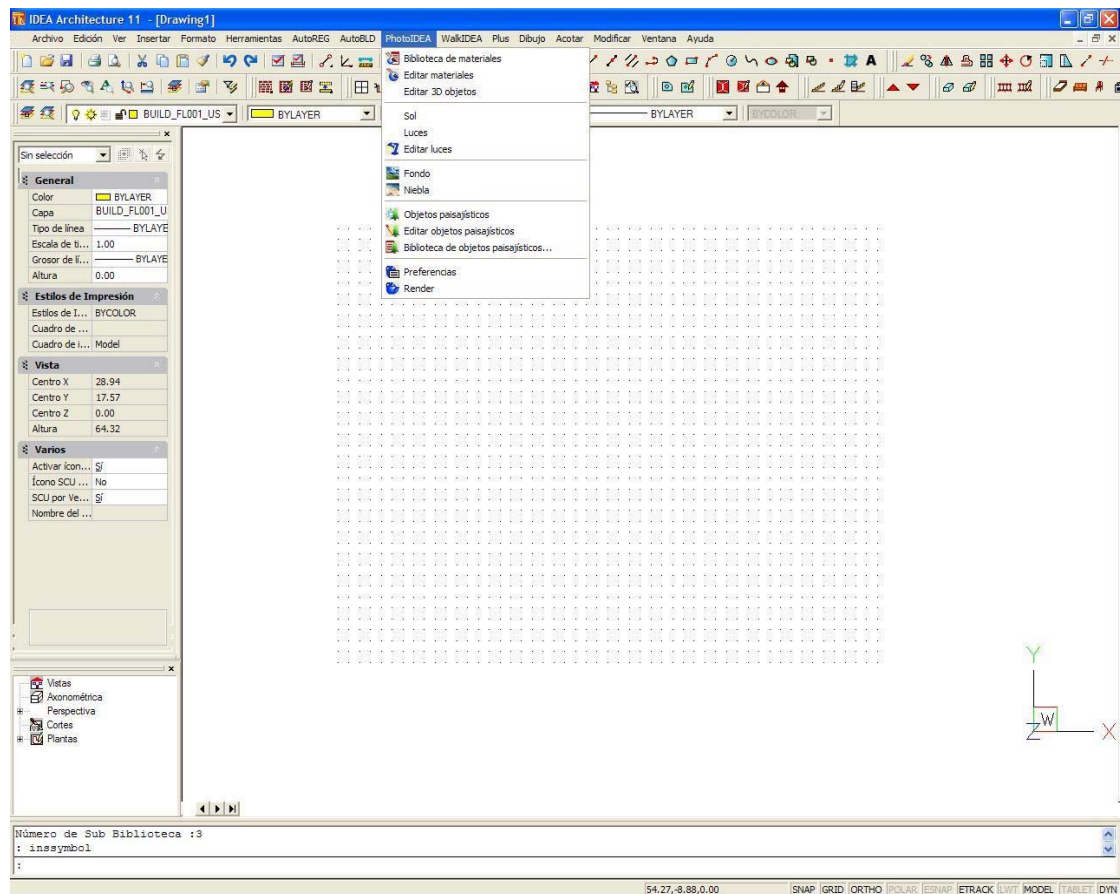 IDEA Architecture 11 - [Drawing1]
Archivo Edición Ver Insertar Formato Herramientas AutoREG AutoBLD PhotoIDEA WalkIDEA Plus Dibujo Acotar Modificar Ventana Ayuda
BUILD_FL001_US BYLAYER BYLAYER BYCOLOR
Biblioteca de materiales
Editar materiales
Editar 3D objetos
Sol
Luces
Editar luces
Fondo
Niebla
Objetos paisajísticos
Editar objetos paisajísticos
Biblioteca de objetos paisajísticos...
Preferencias
Render
Sin selección
General
Color BYLAYER
Capa BUILD_FL001_U
Tipo de línea BYLAYE
Escala de ti... 1.00
Grosor de lí... BYLAYE
Altura 0.00
Estilos de Impresión
Estilos de I... BYCOLOR
Cuadro de ...
Cuadro de i... Model
Vista
Centro X 28.94
Centro Y 17.57
Centro Z 0.00
Altura 64.32
Varios
Activar ícon... Sí
Ícono SCU ... No
SCU por Ve... Sí
Nombre del ...
Vistas
Axonométrica
Perspectiva
Cortes
Plantas
Y
W
Z X
Número de Sub Biblioteca :3
: inssymbol
:
54.27,-8.88,0.00 SNAP GRID ORTHO POLAR ESNAP ETRACK LWT MODEL TABLET DYN